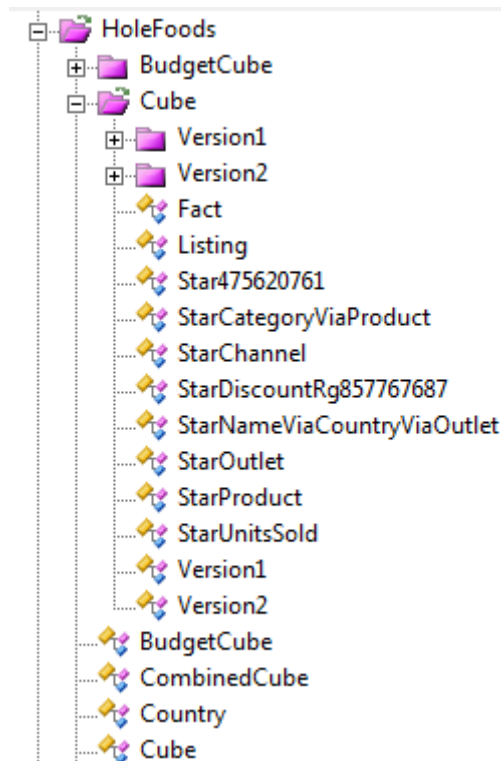 HoleFoods
BudgetCube
Cube
Version1
Version2
Fact
Listing
Star475620761
StarCategoryViaProduct
StarChannel
StarDiscountRg857767687
StarNameViaCountryViaOutlet
StarOutlet
StarProduct
StarUnitsSold
Version1
Version2
BudgetCube
CombinedCube
Country
Cube